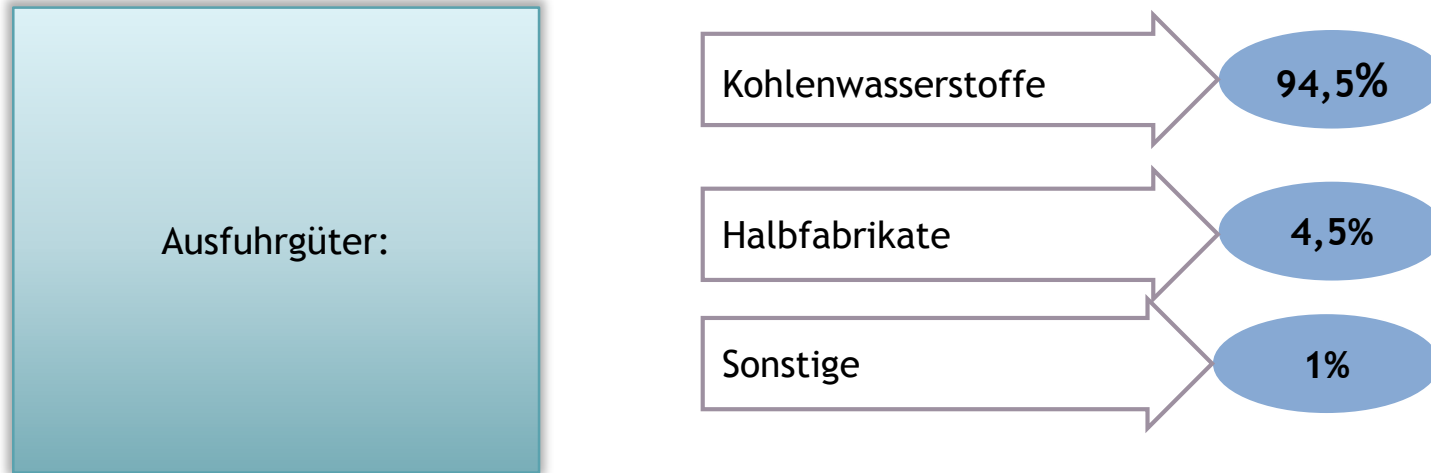 Ausfuhrgüter:
Kohlenwasserstoffe
94,5%
Halbfabrikate
4,5%
Sonstige
1%